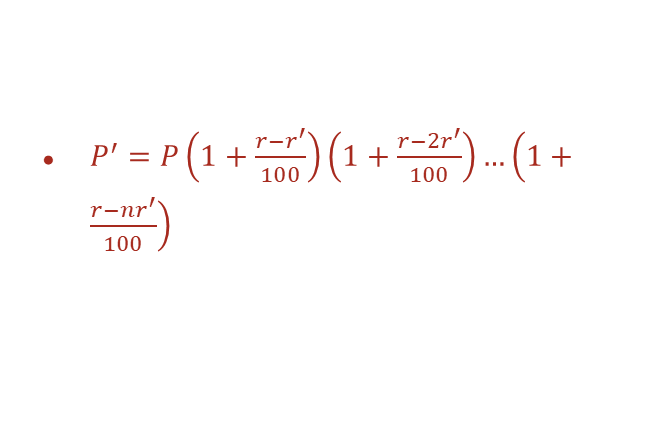 • P′ = P(1 + (r−r′)/100)(1 + (r−2r′)/100)…(1 +
(r−nr′)/100)